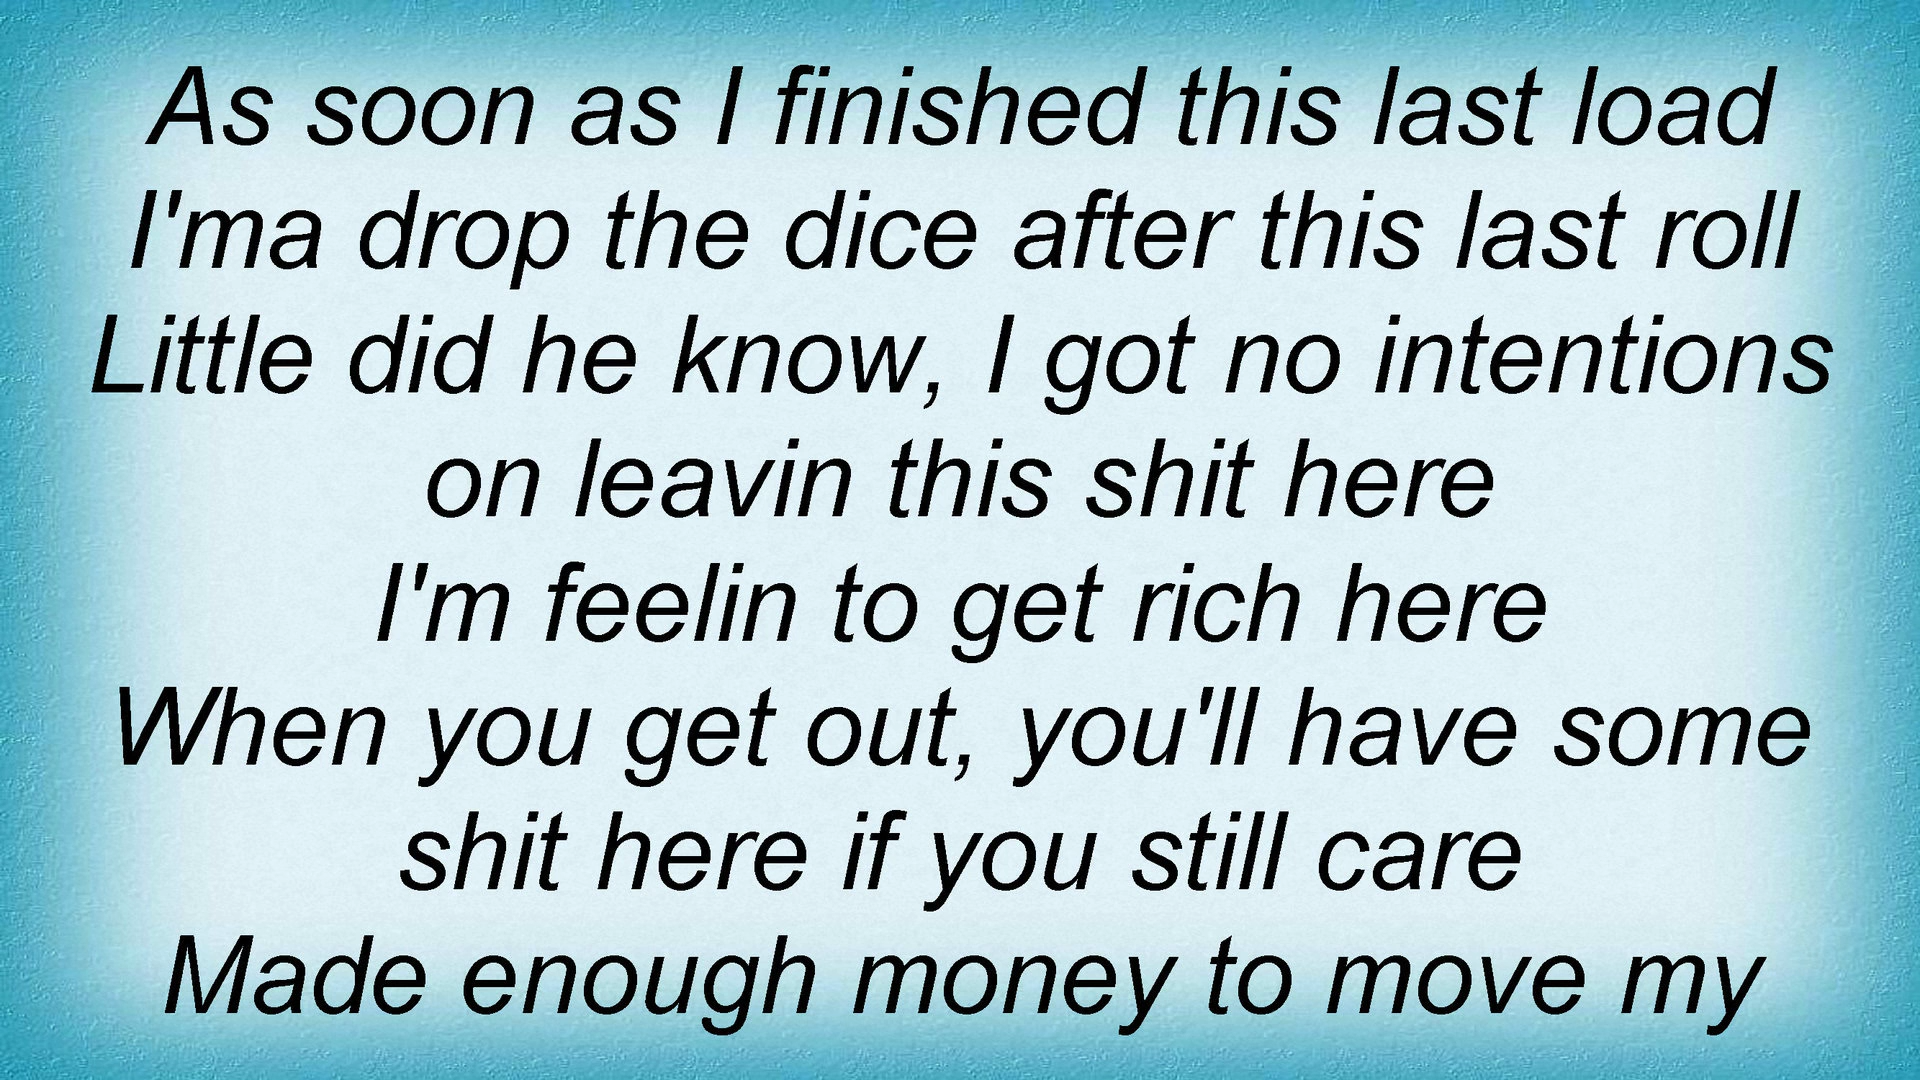 As soon as I finished this last load
I'ma drop the dice after this last roll
Little did he know, I got no intentions
on leavin this shit here
I'm feelin to get rich here
When you get out, you'll have some
shit here if you still care
Made enough money to move my